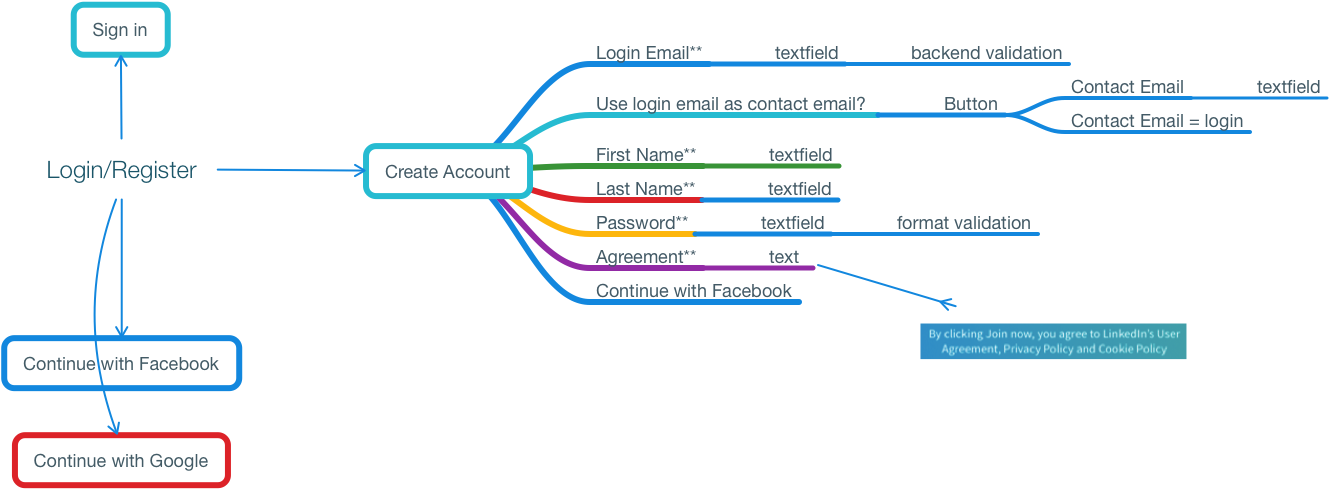 Sign in
Login/Register
Continue with Facebook
Continue with Google
Create Account
Login Email** textfield backend validation
Use login email as contact email? Button
Contact Email textfield
Contact Email = login
First Name** textfield
Last Name** textfield
Password** textfield format validation
Agreement** text
Continue with Facebook
By clicking Join now, you agree to LinkedIn's User
Agreement, Privacy Policy and Cookie Policy